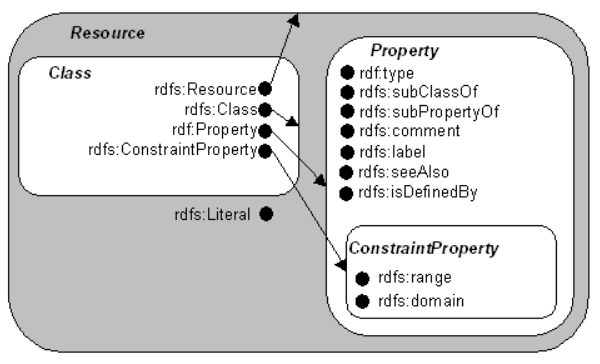 Resource
Class
rdfs:Resource
rdfs:Class
rdf:Property
rdfs:ConstraintProperty
rdfs:Literal
Property
rdf:type
rdfs:subClassOf
rdfs:subPropertyOf
rdfs:comment
rdfs:label
rdfs:seeAlso
rdfs:isDefinedBy
ConstraintProperty
rdfs:range
rdfs:domain